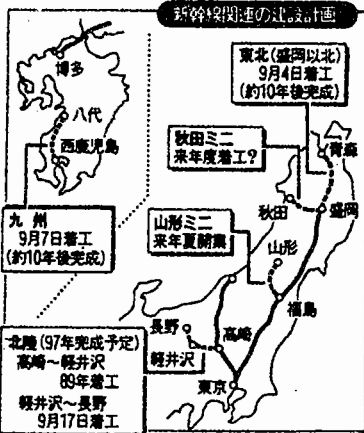 新幹線関連の建設計画
東北(盛岡以北)
9月4日着工
(約10年後完成)
博多
八代
西鹿児島
九州
9月7日着工
(約10年後完成)
秋田ミニ
来年度着工?
青森
秋田
盛岡
山形ミニ
来年夏開業
山形
福島
長野
高崎
軽井沢
東京
北陸(97年完成予定)
高崎〜軽井沢
89年着工
軽井沢〜長野
9月17日着工